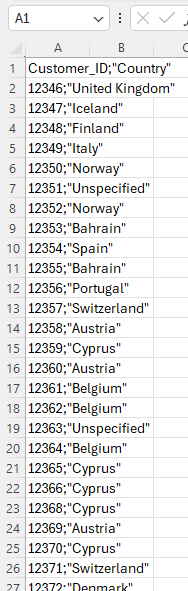 A1
A
B
C
1 Customer_ID;"Country"
2 12346;"United Kingdom"
3 12347;"Iceland"
4 12348;"Finland"
5 12349;"Italy"
6 12350;"Norway"
7 12351;"Unspecified"
8 12352;"Norway"
9 12353;"Bahrain"
10 12354;"Spain"
11 12355;"Bahrain"
12 12356;"Portugal"
13 12357;"Switzerland"
14 12358;"Austria"
15 12359;"Cyprus"
16 12360;"Austria"
17 12361;"Belgium"
18 12362;"Belgium"
19 12363;"Unspecified"
20 12364;"Belgium"
21 12365;"Cyprus"
22 12366;"Cyprus"
23 12368;"Cyprus"
24 12369;"Austria"
25 12370;"Cyprus"
26 12371;"Switzerland"
27 12372;"Denmark"